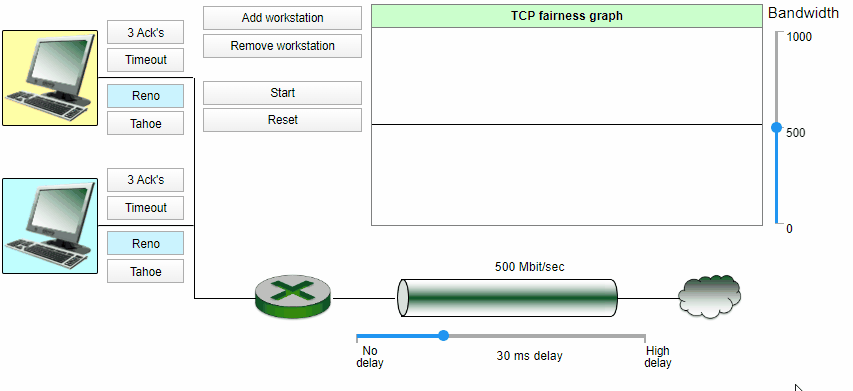 3 Ack's
Timeout
Reno
Tahoe
Add workstation
Remove workstation
Start
Reset
TCP fairness graph
Bandwidth
1000
500
0
3 Ack's
Timeout
Reno
Tahoe
500 Mbit/sec
No
delay
30 ms delay
High
delay